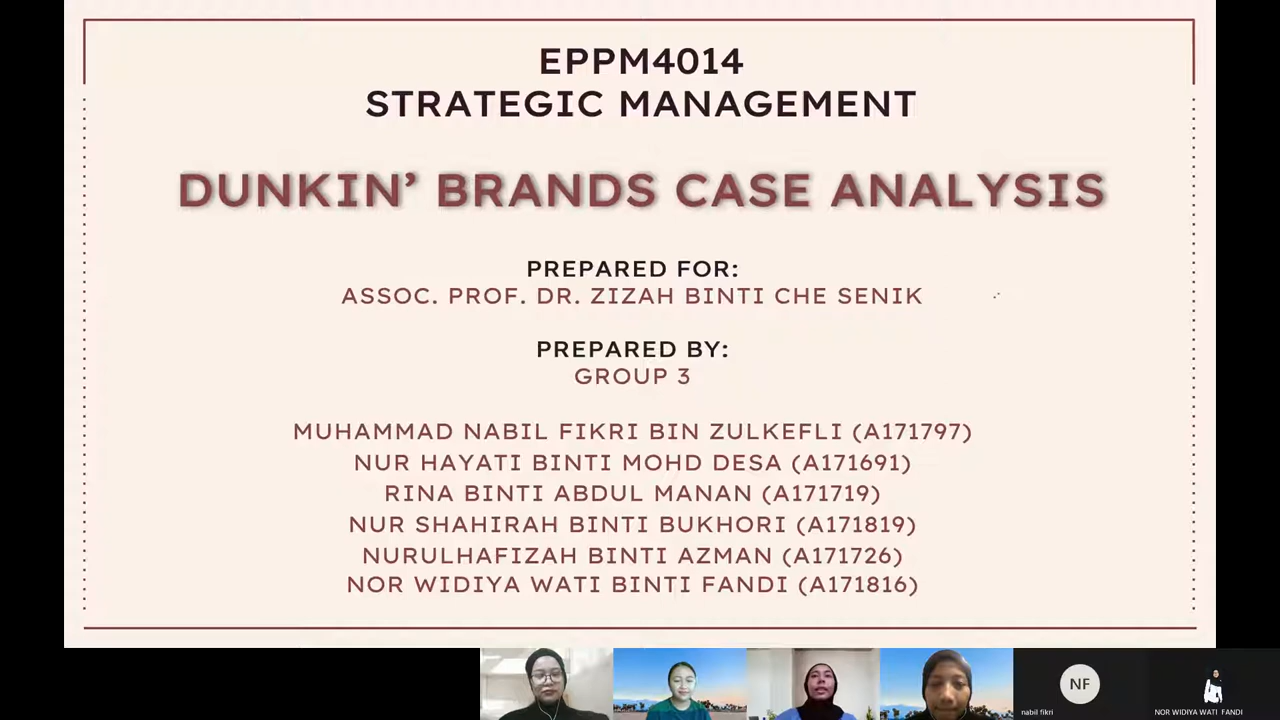 EPPM4014
STRATEGIC MANAGEMENT
DUNKIN’ BRANDS CASE ANALYSIS
PREPARED FOR:
ASSOC. PROF. DR. ZIZAH BINTI CHE SENIK
PREPARED BY:
GROUP 3
MUHAMMAD NABIL FIKRI BIN ZULKEFLI (A171797)
NUR HAYATI BINTI MOHD DESA (A171691)
RINA BINTI ABDUL MANAN (A171719)
NUR SHAHIRAH BINTI BUKHORI (A171819)
NURULHAFIZAH BINTI AZMAN (A171726)
NOR WIDIYA WATI BINTI FANDI (A171816)
NF
nabil fikri
NOR WIDIYA WATI FANDI